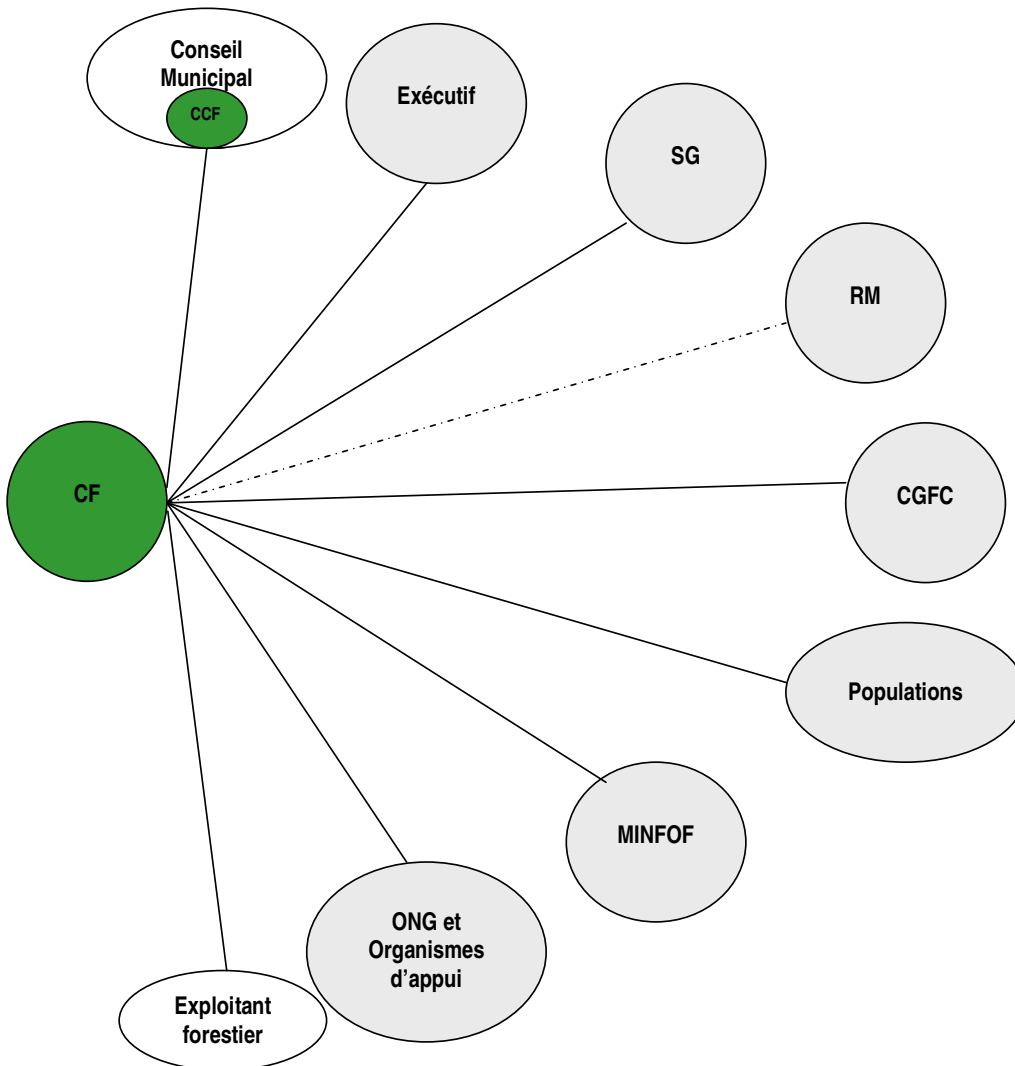 Conseil
Municipal
CCF
Exécutif
SG
RM
CF
CGFC
Populations
MINFOF
ONG et
Organismes
d’appui
Exploitant
forestier